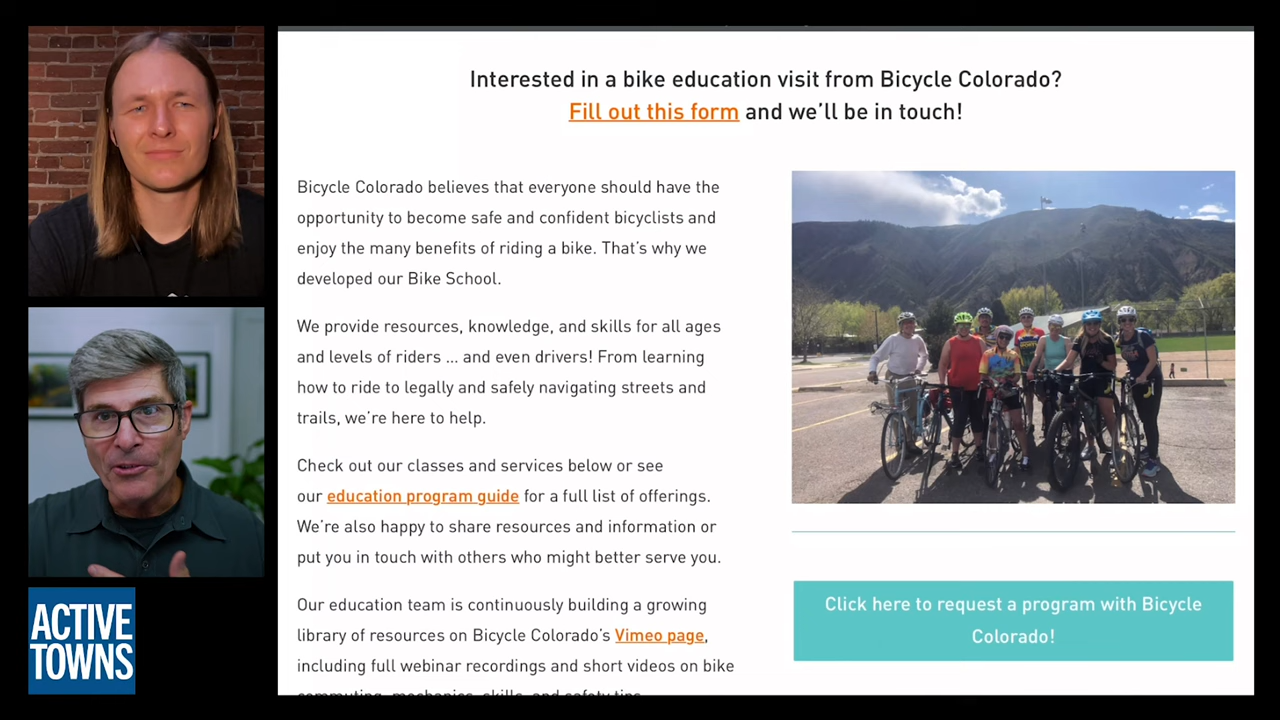 Interested in a bike education visit from Bicycle Colorado?
Fill out this form and we'll be in touch!
Bicycle Colorado believes that everyone should have the
opportunity to become safe and confident bicyclists and
enjoy the many benefits of riding a bike. That's why we
developed our Bike School.
We provide resources, knowledge, and skills for all ages
and levels of riders ... and even drivers! From learning
how to ride to legally and safely navigating streets and
trails, we're here to help.
Check out our classes and services below or see
our education program guide for a full list of offerings.
We're also happy to share resources and information or
put you in touch with others who might better serve you.
Our education team is continuously building a growing
library of resources on Bicycle Colorado's Vimeo page,
including full webinar recordings and short videos on bike
commuting, mechanics, skills, and safety tips.
Click here to request a program with Bicycle
Colorado!
ACTIVE
TOWNS